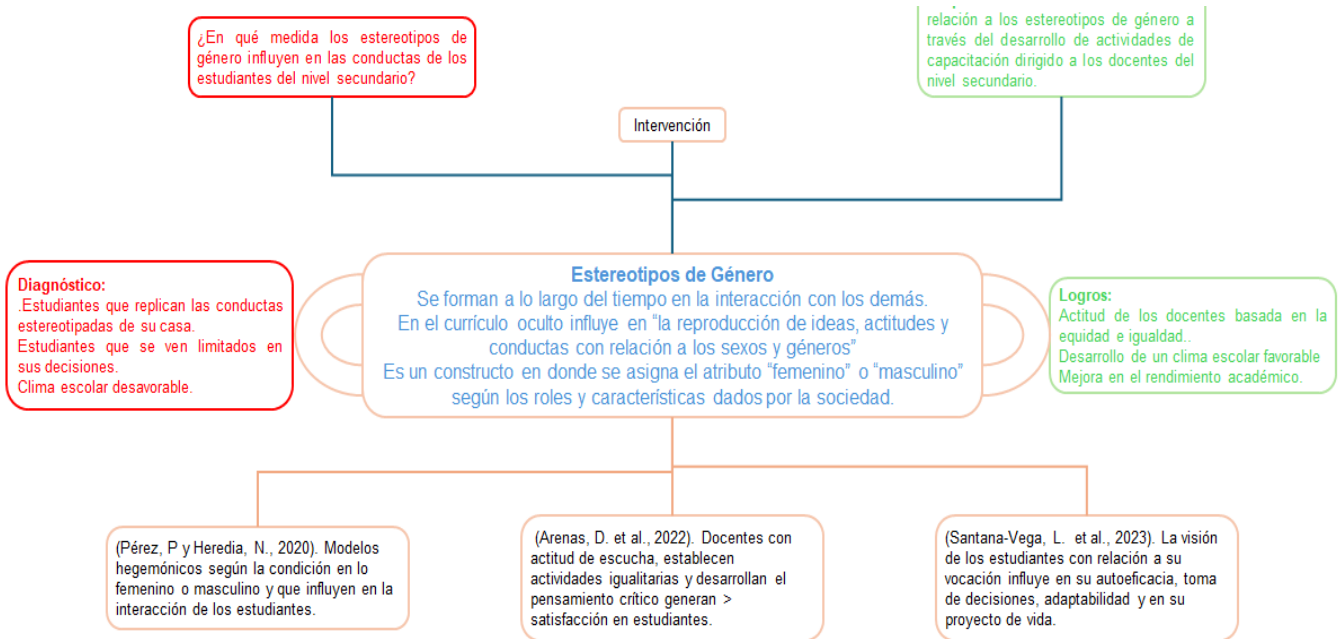 ¿En qué medida los estereotipos de
género influyen en las conductas de los
estudiantes del nivel secundario?
relación a los estereotipos de género a
través del desarrollo de actividades de
capacitación dirigido a los docentes del
nivel secundario.
Intervención
Diagnóstico:
.Estudiantes que replican las conductas
estereotipadas de su casa.
Estudiantes que se ven limitados en
sus decisiones.
Clima escolar desavorable.
Estereotipos de Género
Se forman a lo largo del tiempo en la interacción con los demás.
En el currículo oculto influye en “la reproducción de ideas, actitudes y
conductas con relación a los sexos y géneros”
Es un constructo en donde se asigna el atributo “femenino” o “masculino”
según los roles y características dados por la sociedad.
Logros:
Actitud de los docentes basada en la
equidad e igualdad..
Desarrollo de un clima escolar favorable
Mejora en el rendimiento académico.
(Pérez, P y Heredia, N., 2020). Modelos
hegemónicos según la condición en lo
femenino o masculino y que influyen en la
interacción de los estudiantes.
(Arenas, D. et al., 2022). Docentes con
actitud de escucha, establecen
actividades igualitarias y desarrollan el
pensamiento crítico generan >
satisfacción en estudiantes.
(Santana-Vega, L. et al., 2023). La visión
de los estudiantes con relación a su
vocación influye en su autoeficacia, toma
de decisiones, adaptabilidad y en su
proyecto de vida.